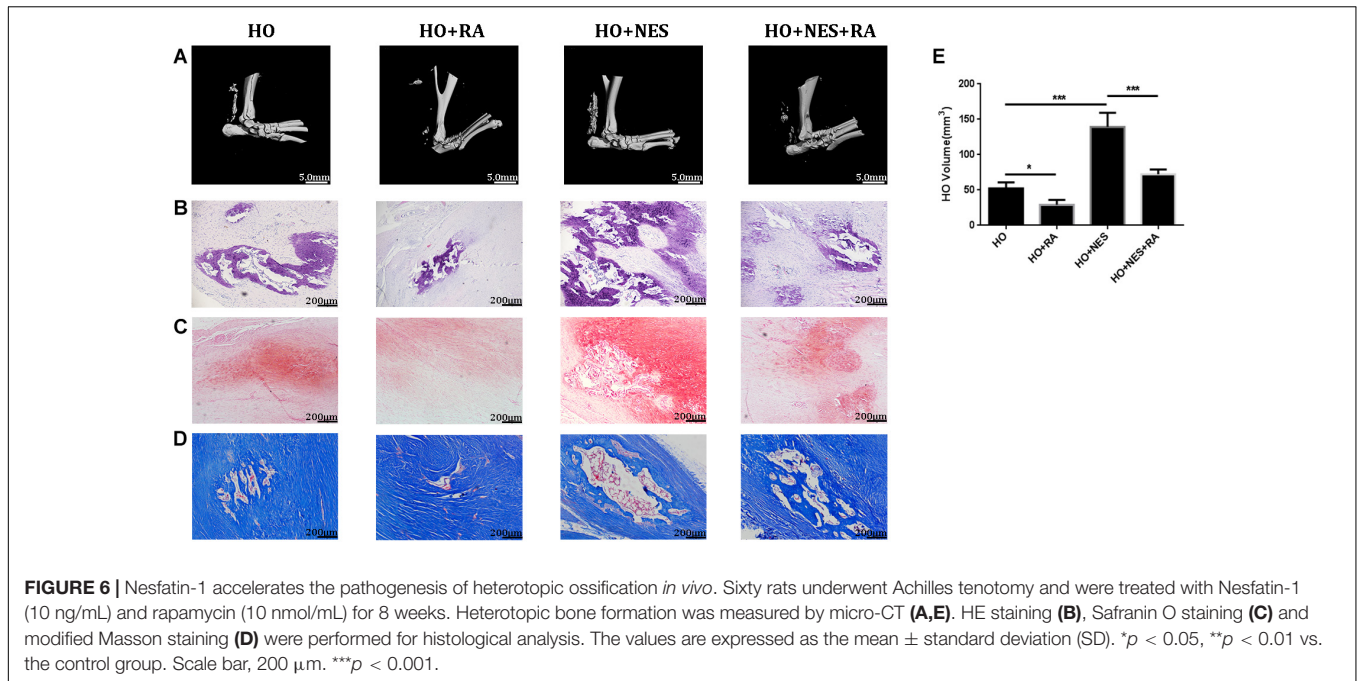 HO HO+RA HO+NES HO+NES+RA
A
5.0mm 5.0mm 5.0mm 5.0mm
B
200μm 200μm 200μm 200μm
C
200μm 200μm 200μm 200μm
D
200μm 200μm 200μm 200μm
E
HO Volume(mm³)
200
150
100
50
0
*** ***
*
HO HO+RA HO+NES HO+NES+RA
FIGURE 6 | Nesfatin-1 accelerates the pathogenesis of heterotopic ossification in vivo. Sixty rats underwent Achilles tenotomy and were treated with Nesfatin-1
(10 ng/mL) and rapamycin (10 nmol/mL) for 8 weeks. Heterotopic bone formation was measured by micro-CT (A,E). HE staining (B), Safranin O staining (C) and
modified Masson staining (D) were performed for histological analysis. The values are expressed as the mean ± standard deviation (SD). *p < 0.05, **p < 0.01 vs.
the control group. Scale bar, 200 μm. ***p < 0.001.